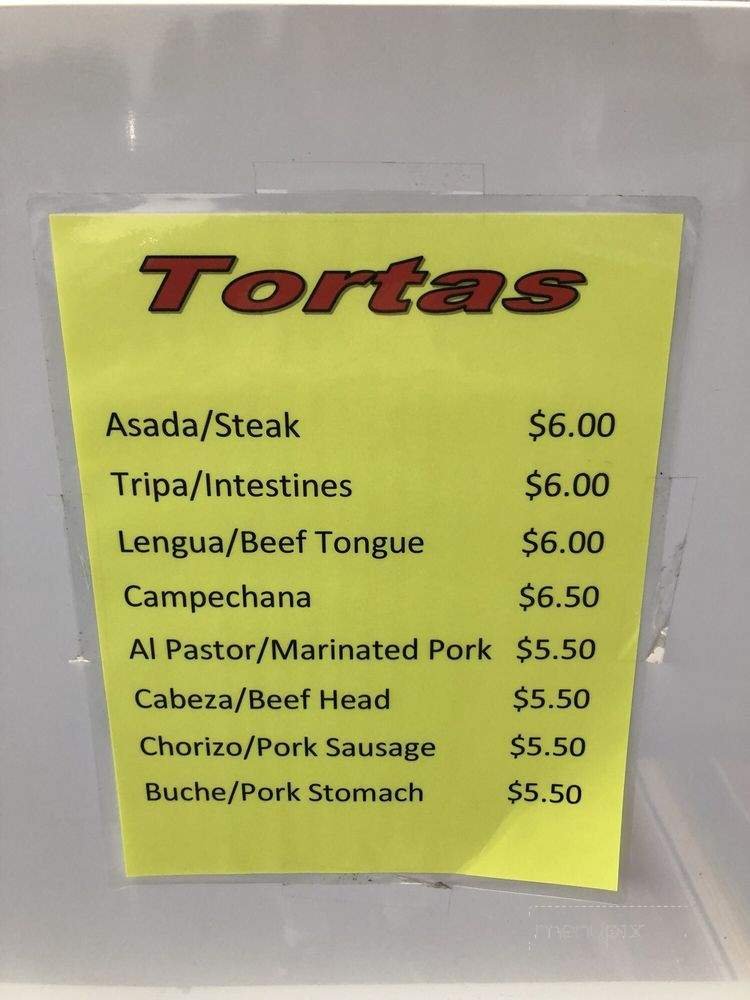 Tortas
Asada/Steak $6.00
Tripa/Intestines $6.00
Lengua/Beef Tongue $6.00
Campechana $6.50
Al Pastor/Marinated Pork $5.50
Cabeza/Beef Head $5.50
Chorizo/Pork Sausage $5.50
Buche/Pork Stomach $5.50
menupix